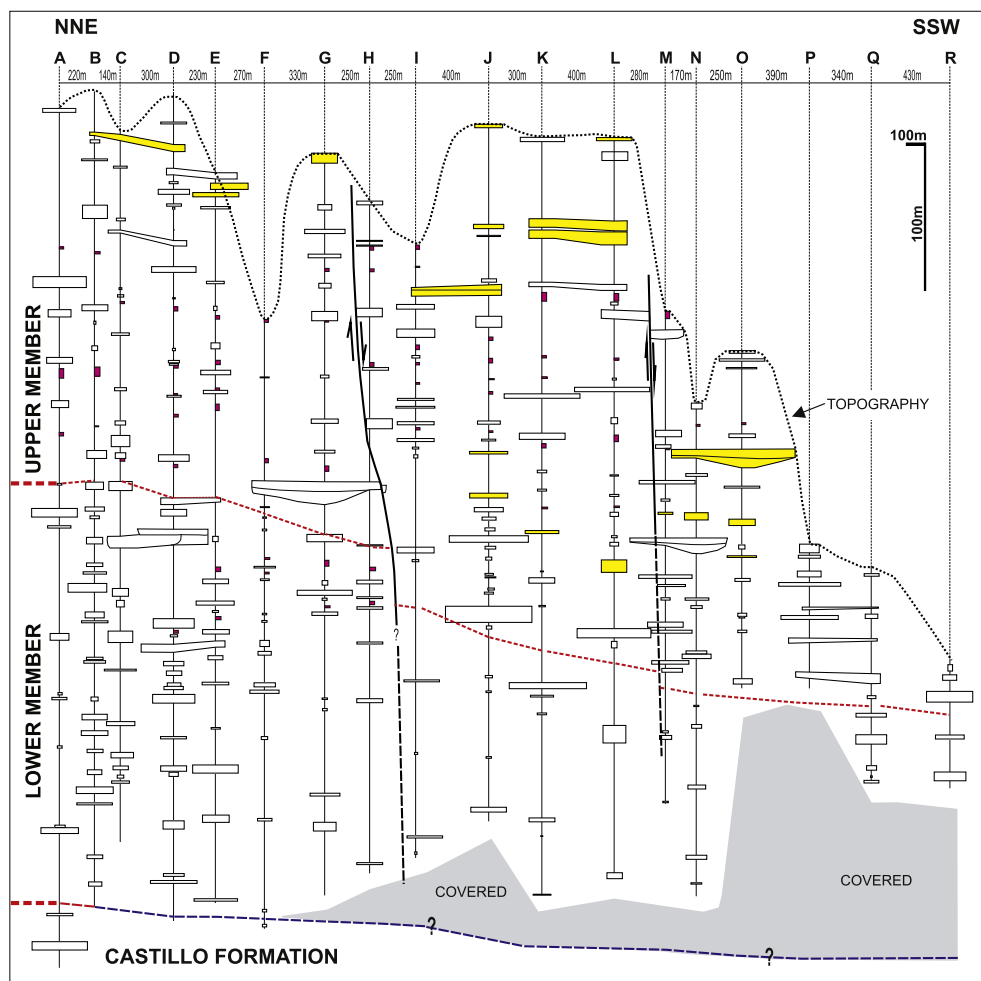 NNE SSW
A B C D E F G H I J K L M N O P Q R
220m 140m 300m 230m 270m 330m 250m 250m 400m 300m 400m 280m 170m 250m 390m 340m 430m
100m
100m
UPPER MEMBER
TOPOGRAPHY
LOWER MEMBER
?
COVERED
COVERED
?
?
CASTILLO FORMATION